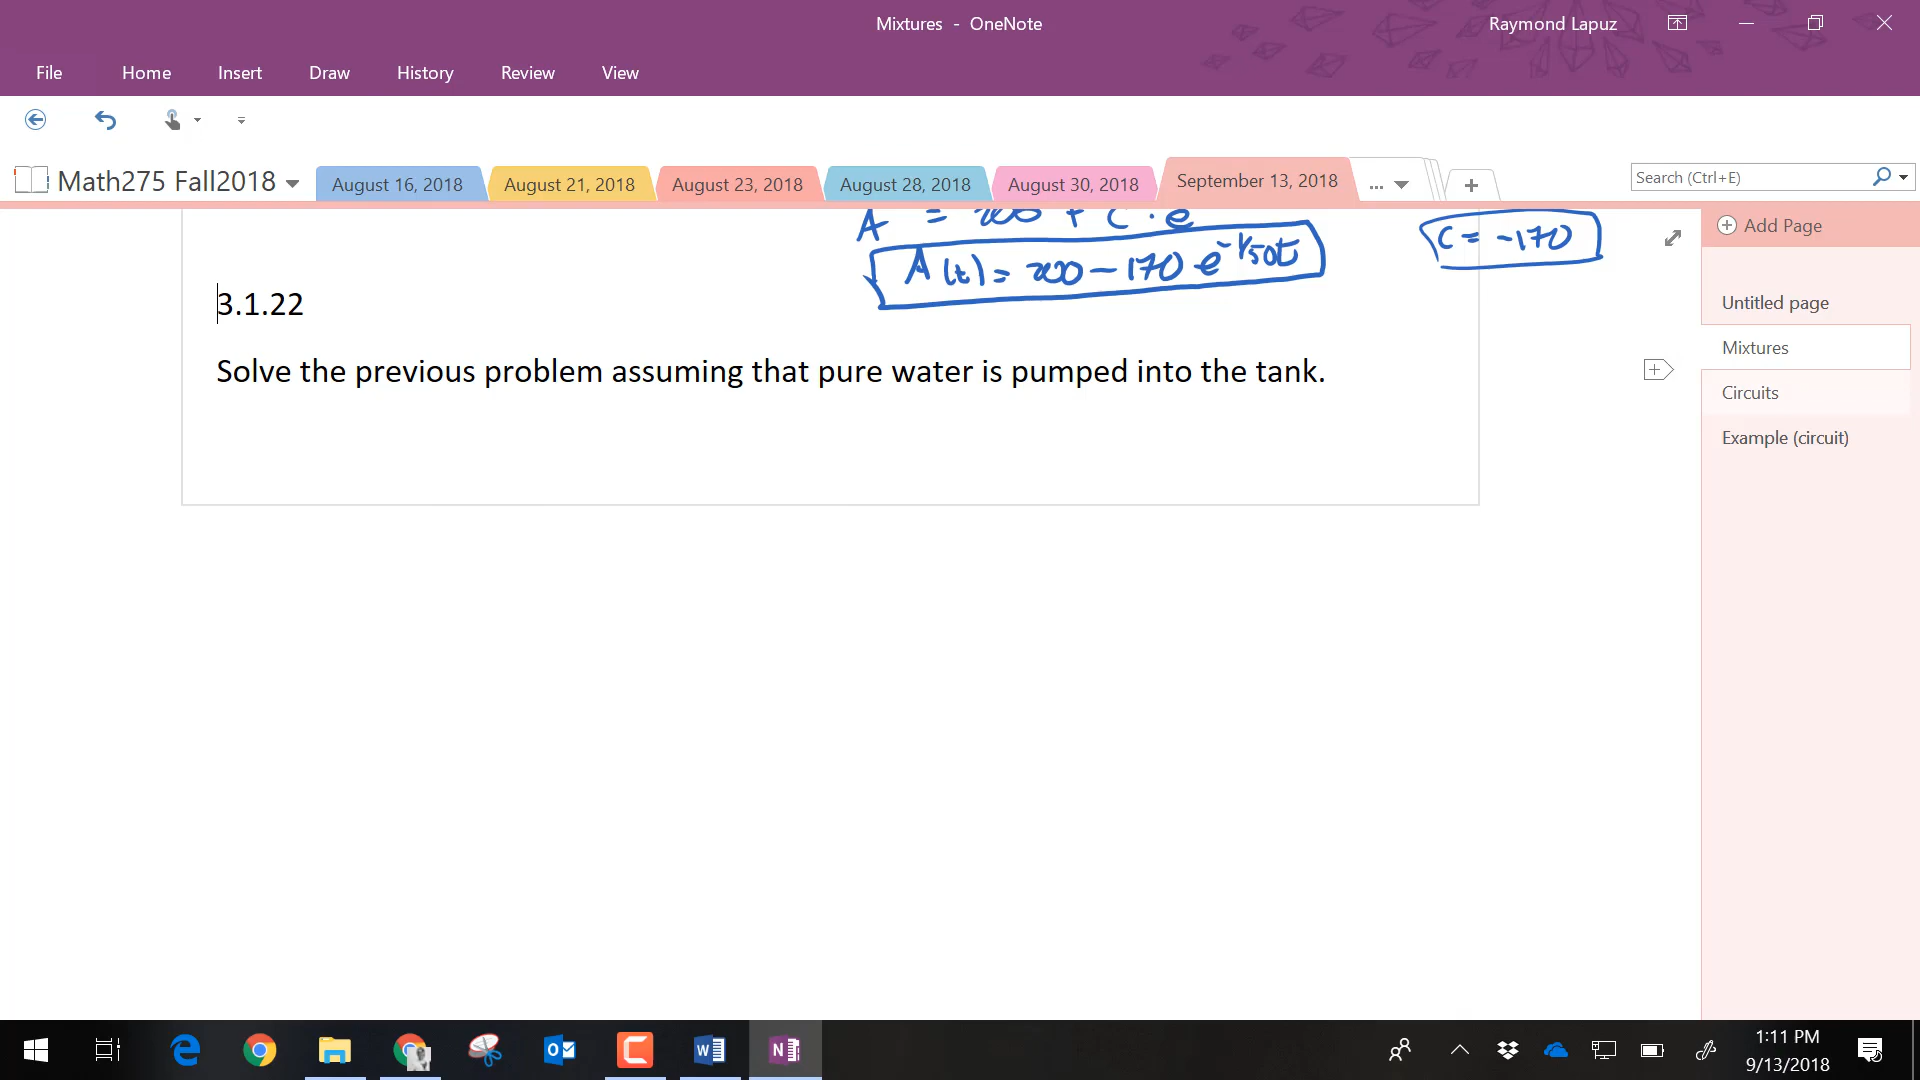 Mixtures - OneNote
Raymond Lapuz
File Home Insert Draw History Review View
Math275 Fall2018
August 16, 2018
August 21, 2018
August 23, 2018
August 28, 2018
August 30, 2018
September 13, 2018
...
Search (Ctrl+E)
A = 200 + C · e
C = -170
A(t) = 200 - 170 · e^-1/50t
3.1.22
Solve the previous problem assuming that pure water is pumped into the tank.
Add Page
Untitled page
Mixtures
Circuits
Example (circuit)
1:11 PM
9/13/2018